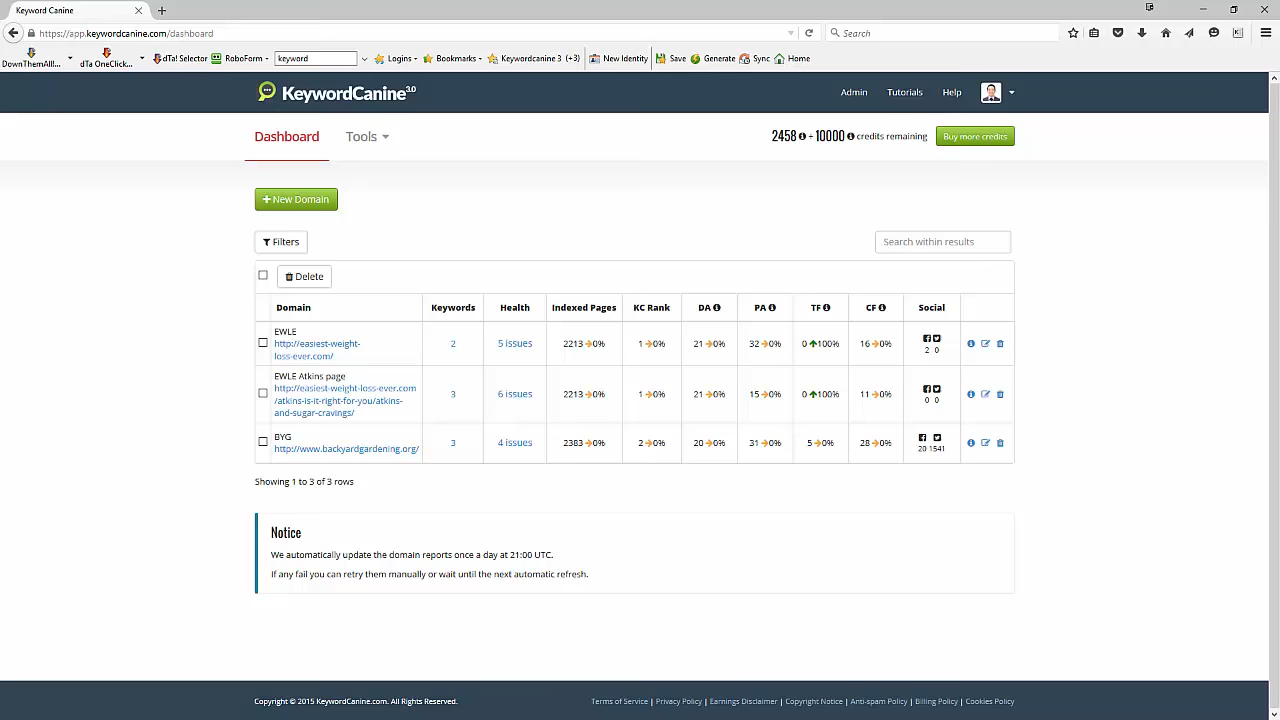 Keyword Canine
https://app.keywordcanine.com/dashboard
Search
DownThemAll!...
dTa OneClick...
dTa! Selector
RoboForm
keyword
Logins
Bookmarks
Keywordcanine 3 (+3)
New Identity
Save
Generate
Sync
Home
KeywordCanine 3.0
Admin Tutorials Help
Dashboard Tools
2458 + 10000 credits remaining
Buy more credits
+ New Domain
Filters
Search within results
Delete
Domain Keywords Health Indexed Pages KC Rank DA PA TF CF Social
EWLE
http://easiest-weight-
loss-ever.com/
2 5 issues 2213 0% 1 0% 21 0% 32 0% 0 100% 16 0% 2 0
EWLE Atkins page
http://easiest-weight-loss-ever.com
/atkins-is-it-right-for-you/atkins-
and-sugar-cravings/
3 6 issues 2213 0% 1 0% 21 0% 15 0% 0 100% 11 0% 0 0
BYG
http://www.backyardgardening.org/
3 4 issues 2383 0% 2 0% 20 0% 31 0% 5 0% 28 0% 20 1541
Showing 1 to 3 of 3 rows
Notice
We automatically update the domain reports once a day at 21:00 UTC.
If any fail you can retry them manually or wait until the next automatic refresh.
Copyright © 2015 KeywordCanine.com. All Rights Reserved.
Terms of Service | Privacy Policy | Earnings Disclaimer | Copyright Notice | Anti-spam Policy | Billing Policy | Cookies Policy